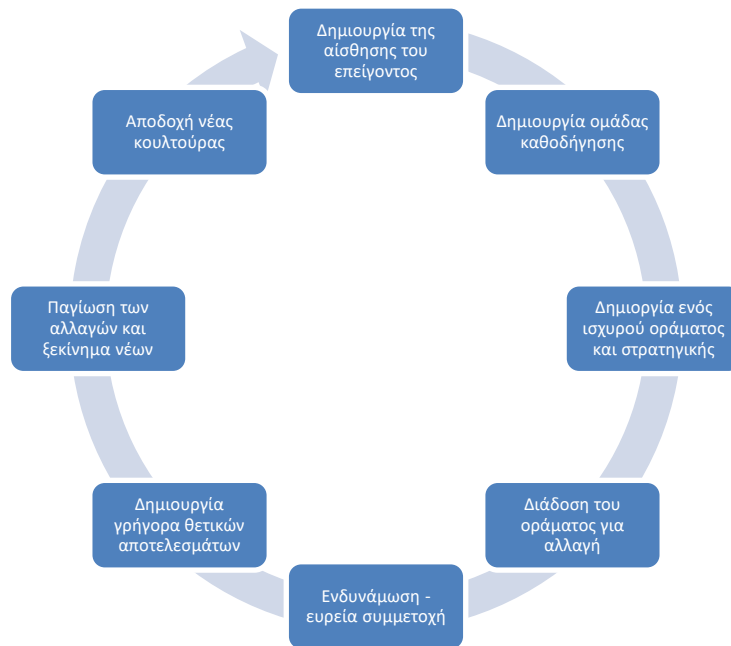 Δημιουργία της
αίσθησης του
επείγοντος
Δημιουργία ομάδας
καθοδήγησης
Δημιοργία ενός
ισχυρού οράματος
και στρατηγικής
Διάδοση του
οράματος για
αλλαγή
Ενδυνάμωση -
ευρεία συμμετοχή
Δημιουργία
γρήγορα θετικών
αποτελεσμάτων
Παγίωση των
αλλαγών και
ξεκίνημα νέων
Αποδοχή νέας
κουλτούρας